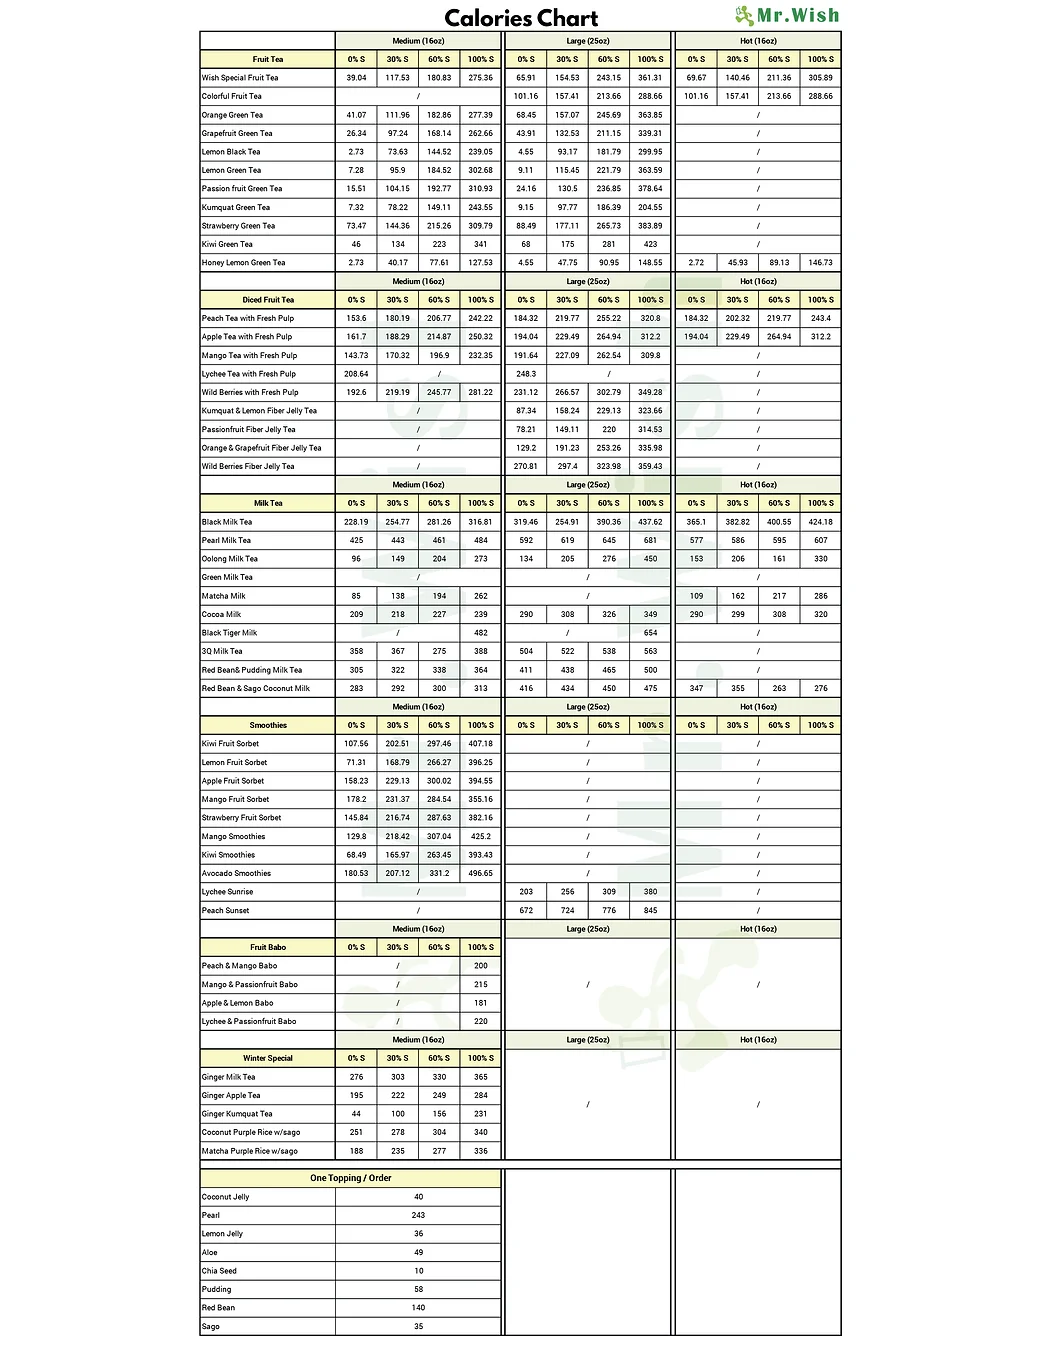 Calories Chart
Mr.Wish
Medium (16oz) Large (25oz) Hot (16oz)
Fruit Tea 0% S 30% S 60% S 100% S 0% S 30% S 60% S 100% S 0% S 30% S 60% S 100% S
Wish Special Fruit Tea 39.04 117.53 180.83 275.36 65.91 154.53 243.15 361.31 69.67 140.46 211.36 305.89
Colorful Fruit Tea / 101.16 157.41 213.66 288.66 101.16 157.41 213.66 288.66
Orange Green Tea 41.07 111.96 182.86 277.39 68.45 157.07 245.69 363.85 /
Grapefruit Green Tea 26.34 97.24 168.14 262.66 43.91 132.53 211.15 339.31 /
Lemon Black Tea 2.73 73.63 144.52 239.05 4.55 93.17 181.79 299.95 /
Lemon Green Tea 7.28 95.9 184.52 302.68 9.11 115.45 221.79 363.59 /
Passion fruit Green Tea 15.51 104.15 192.77 310.93 24.16 130.5 236.85 378.64 /
Kumquat Green Tea 7.32 78.22 149.11 243.55 9.15 97.77 186.39 204.55 /
Strawberry Green Tea 73.47 144.36 215.26 309.79 88.49 177.11 265.73 383.89 /
Kiwi Green Tea 46 134 223 341 68 175 281 423 /
Honey Lemon Green Tea 2.73 40.17 77.61 127.53 4.55 47.75 90.95 148.55 2.72 45.93 89.13 146.73
Medium (16oz) Large (25oz) Hot (16oz)
Diced Fruit Tea 0% S 30% S 60% S 100% S 0% S 30% S 60% S 100% S 0% S 30% S 60% S 100% S
Peach Tea with Fresh Pulp 153.6 180.19 206.77 242.22 184.32 219.77 255.22 320.8 184.32 202.32 219.77 243.4
Apple Tea with Fresh Pulp 161.7 188.29 214.87 250.32 194.04 229.49 264.94 312.2 194.04 229.49 264.94 312.2
Mango Tea with Fresh Pulp 143.73 170.32 196.9 232.35 191.64 227.09 262.54 309.8 /
Lychee Tea with Fresh Pulp 208.64 / 248.3 / /
Wild Berries with Fresh Pulp 192.6 219.19 245.77 281.22 231.12 266.57 302.79 349.28 /
Kumquat & Lemon Fiber Jelly Tea / 87.34 158.24 229.13 323.66 /
Passionfruit Fiber Jelly Tea / 78.21 149.11 220 314.53 /
Orange & Grapefruit Fiber Jelly Tea / 129.2 191.23 253.26 335.98 /
Wild Berries Fiber Jelly Tea / 270.81 297.4 323.98 359.43 /
Medium (16oz) Large (25oz) Hot (16oz)
Milk Tea 0% S 30% S 60% S 100% S 0% S 30% S 60% S 100% S 0% S 30% S 60% S 100% S
Black Milk Tea 228.19 254.77 281.26 316.81 319.46 254.91 390.36 437.62 365.1 382.82 400.55 424.18
Pearl Milk Tea 425 443 461 484 592 619 645 681 577 586 595 607
Oolong Milk Tea 96 149 204 273 134 205 276 450 153 206 161 330
Green Milk Tea / / /
Matcha Milk 85 138 194 262 / 109 162 217 286
Cocoa Milk 209 218 227 239 290 308 326 349 290 299 308 320
Black Tiger Milk / 482 / 654 /
3Q Milk Tea 358 367 275 388 504 522 538 563 /
Red Bean& Pudding Milk Tea 305 322 338 364 411 438 465 500 /
Red Bean & Sago Coconut Milk 283 292 300 313 416 434 450 475 347 355 263 276
Medium (16oz) Large (25oz) Hot (16oz)
Smoothies 0% S 30% S 60% S 100% S 0% S 30% S 60% S 100% S 0% S 30% S 60% S 100% S
Kiwi Fruit Sorbet 107.56 202.51 297.46 407.18 / /
Lemon Fruit Sorbet 71.31 168.79 266.27 396.25 / /
Apple Fruit Sorbet 158.23 229.13 300.02 394.55 / /
Mango Fruit Sorbet 178.2 231.37 284.54 355.16 / /
Strawberry Fruit Sorbet 145.84 216.74 287.63 382.16 / /
Mango Smoothies 129.8 218.42 307.04 425.2 / /
Kiwi Smoothies 68.49 165.97 263.45 393.43 / /
Avocado Smoothies 180.53 207.12 331.2 496.65 / /
Lychee Sunrise / 203 256 309 380 /
Peach Sunset / 672 724 776 845 /
Medium (16oz) Large (25oz) Hot (16oz)
Fruit Babo 0% S 30% S 60% S 100% S
Peach & Mango Babo / 200
Mango & Passionfruit Babo / 215 / /
Apple & Lemon Babo / 181
Lychee & Passionfruit Babo / 220
Medium (16oz) Large (25oz) Hot (16oz)
Winter Special 0% S 30% S 60% S 100% S
Ginger Milk Tea 276 303 330 365
Ginger Apple Tea 195 222 249 284 / /
Ginger Kumquat Tea 44 100 156 231
Coconut Purple Rice w/sago 251 278 304 340
Matcha Purple Rice w/sago 188 235 277 336
One Topping / Order
Coconut Jelly 40
Pearl 243
Lemon Jelly 36
Aloe 49
Chia Seed 10
Pudding 58
Red Bean 140
Sago 35